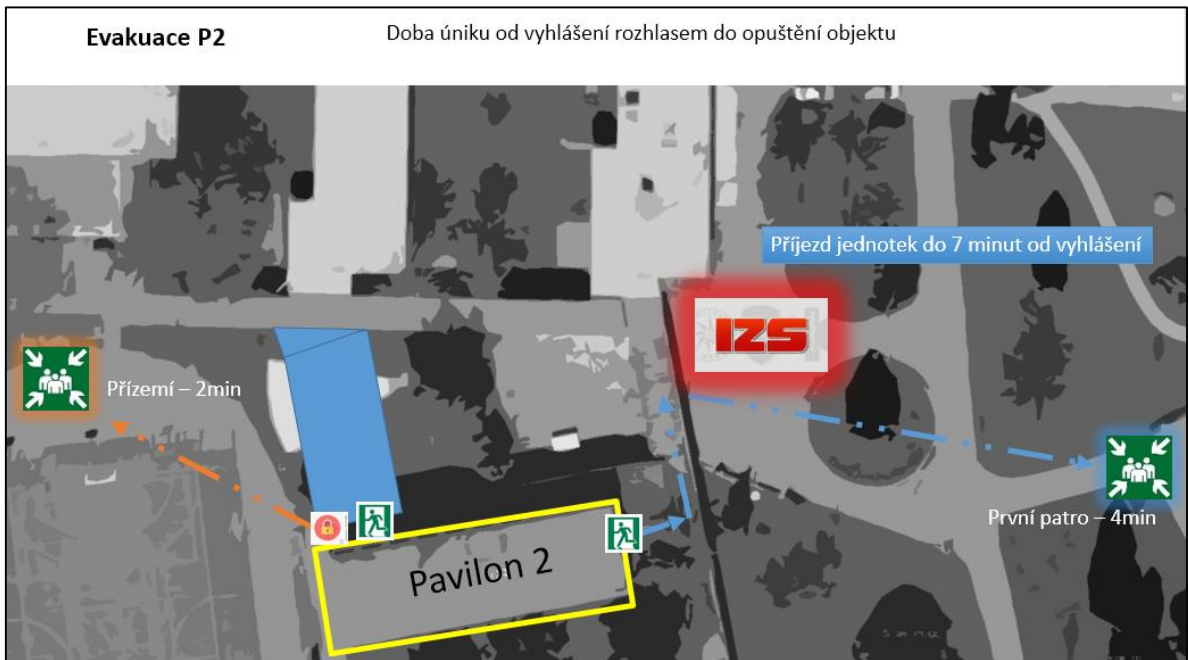 Evakuace P2
Doba úniku od vyhlášení rozhlasem do opuštění objektu
Příjezd jednotek do 7 minut od vyhlášení
IZS
Přízemí – 2min
První patro – 4min
Pavilon 2